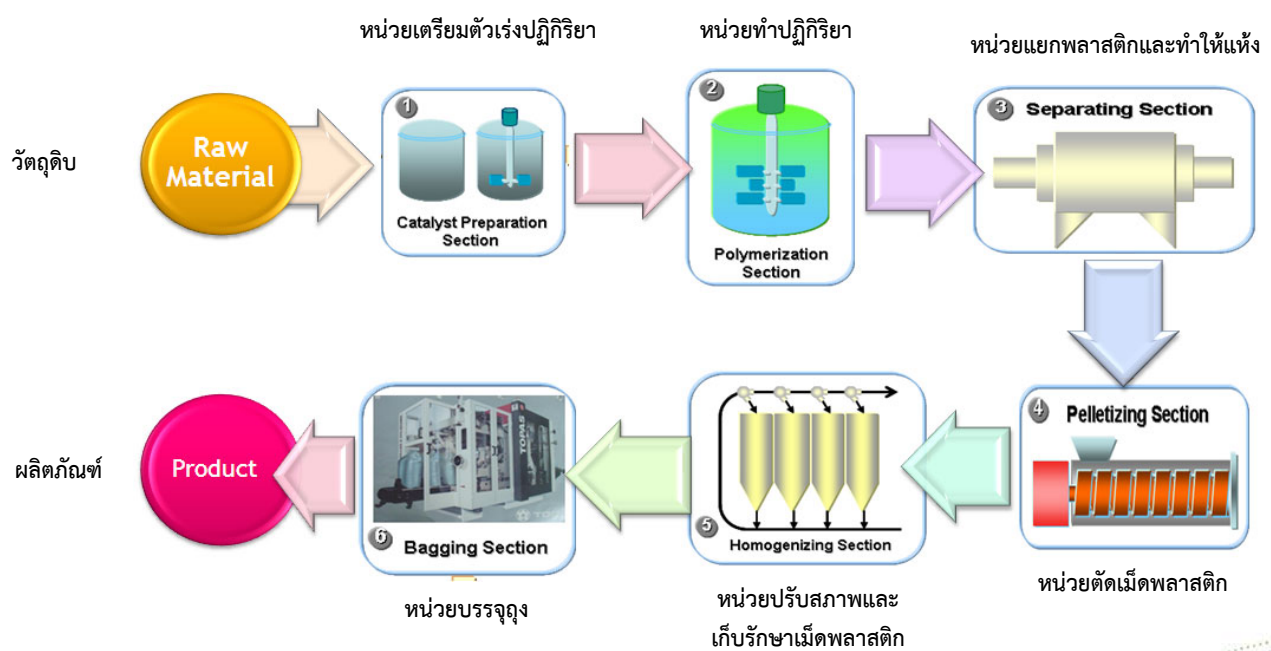 หน่วยเตรียมตัวเร่งปฏิกิริยา
หน่วยทำปฏิกิริยา
หน่วยแยกพลาสติกและทำให้แห้ง
วัตถุดิบ
Raw
Material
1
Catalyst Preparation
Section
2
Polymerization
Section
3
Separating Section
4
Pelletizing Section
หน่วยตัดเม็ดพลาสติก
5
Homogenizing Section
หน่วยปรับสภาพและ
เก็บรักษาเม็ดพลาสติก
TOPAS
6
Bagging Section
หน่วยบรรจุถุง
ผลิตภัณฑ์
Product